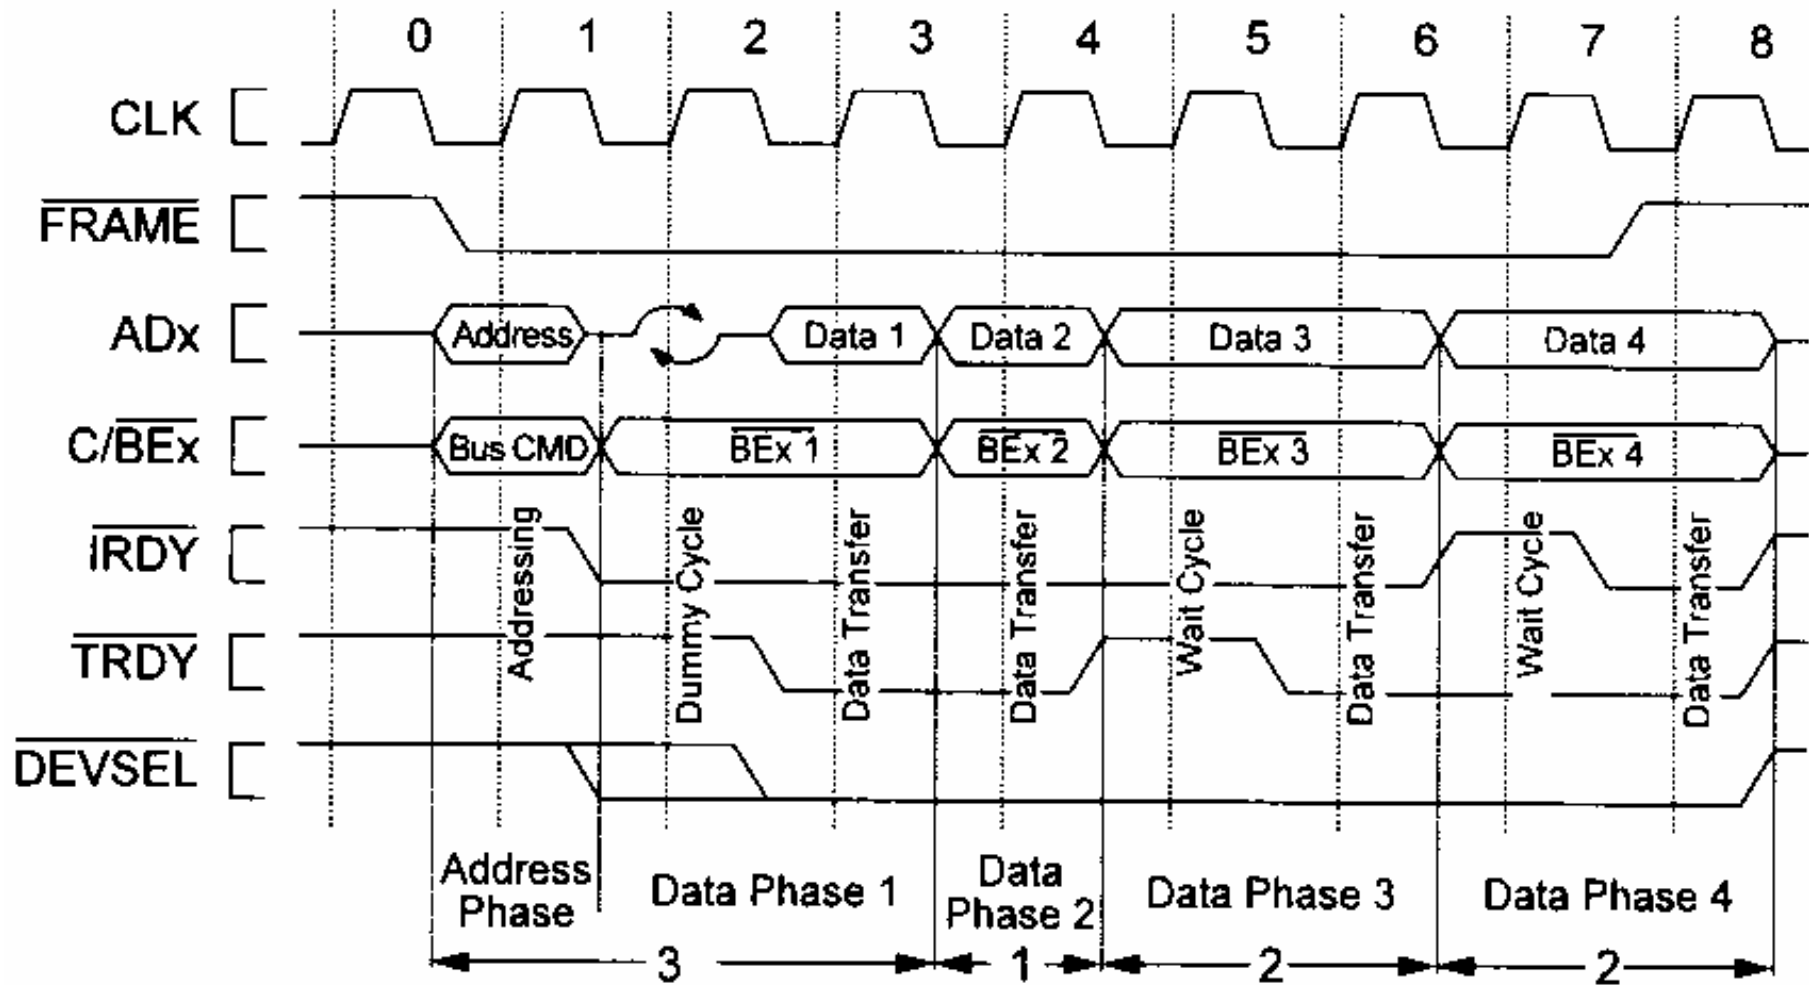 0 1 2 3 4 5 6 7 8
CLK
FRAME
ADx Address Data 1 Data 2 Data 3 Data 4
C/BEx Bus CMD BEx 1 BEx 2 BEx 3 BEx 4
IRDY
TRDY
DEVSEL
Addressing
Dummy Cycle
Data Transfer
Data Transfer
Wait Cycle
Data Transfer
Wait Cycle
Data Transfer
Address
Phase
Data Phase 1
Data
Phase 2
Data Phase 3
Data Phase 4
3 1 2 2